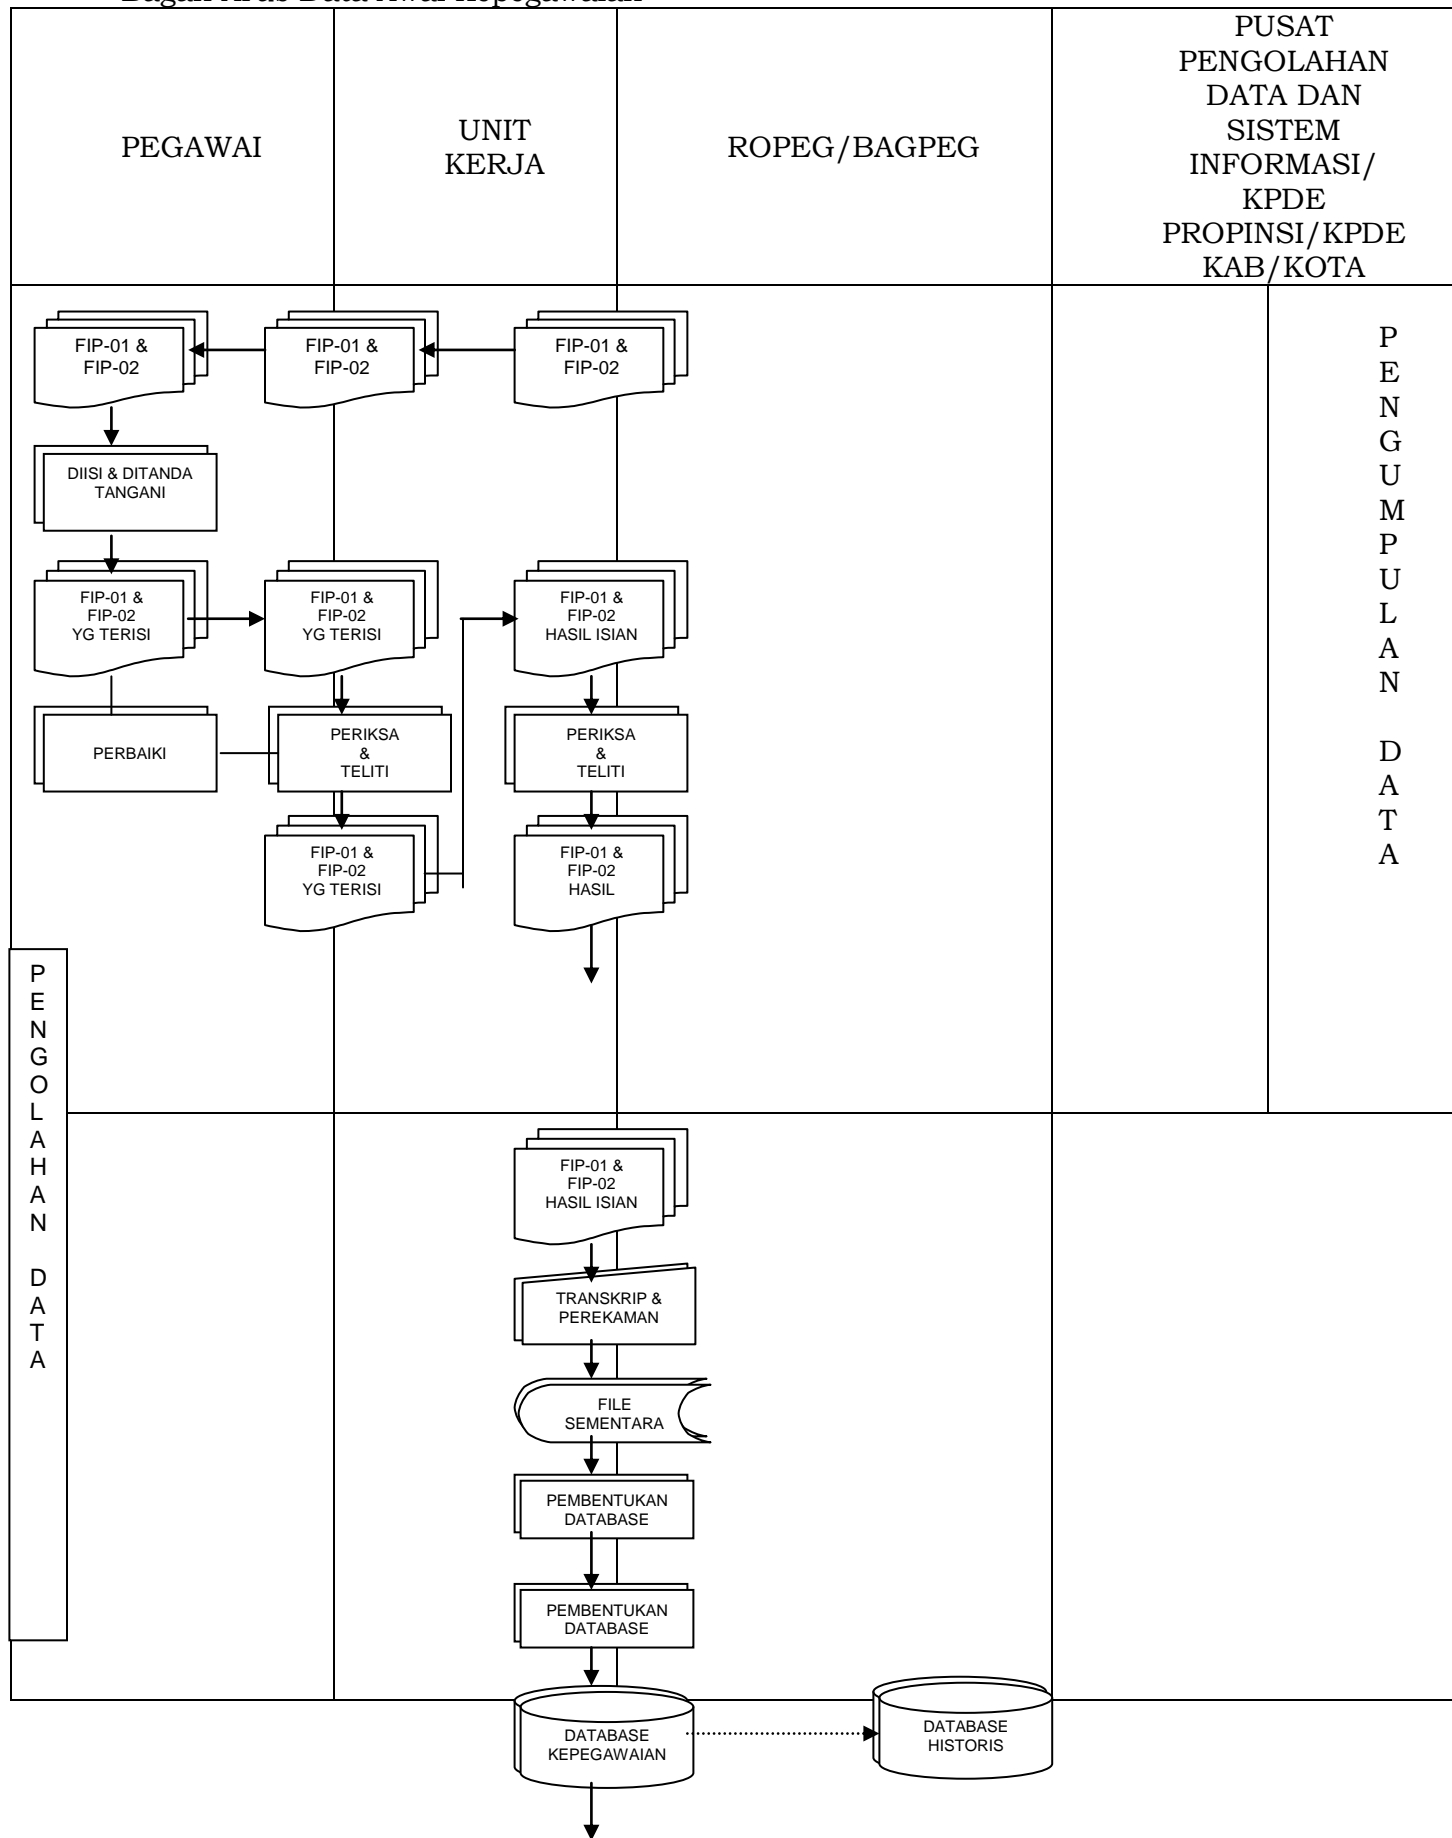 Bagan Arus Data Awal Kepegawaian
PEGAWAI
UNIT
KERJA
ROPEG/BAGPEG
PUSAT
PENGOLAHAN
DATA DAN
SISTEM
INFORMASI/
KPDE
PROPINSI/KPDE
KAB/KOTA
FIP-01 &
FIP-02
FIP-01 &
FIP-02
FIP-01 &
FIP-02
DIISI & DITANDA
TANGANI
FIP-01 &
FIP-02
YG TERISI
FIP-01 &
FIP-02
YG TERISI
FIP-01 &
FIP-02
HASIL ISIAN
PERBAIKI
PERIKSA
&
TELITI
PERIKSA
&
TELITI
FIP-01 &
FIP-02
YG TERISI
FIP-01 &
FIP-02
HASIL
P
E
N
G
U
M
P
U
L
A
N
D
A
T
A
P
E
N
G
O
L
A
H
A
N
D
A
T
A
FIP-01 &
FIP-02
HASIL ISIAN
TRANSKRIP &
PEREKAMAN
FILE
SEMENTARA
PEMBENTUKAN
DATABASE
PEMBENTUKAN
DATABASE
DATABASE
KEPEGAWAIAN
DATABASE
HISTORIS